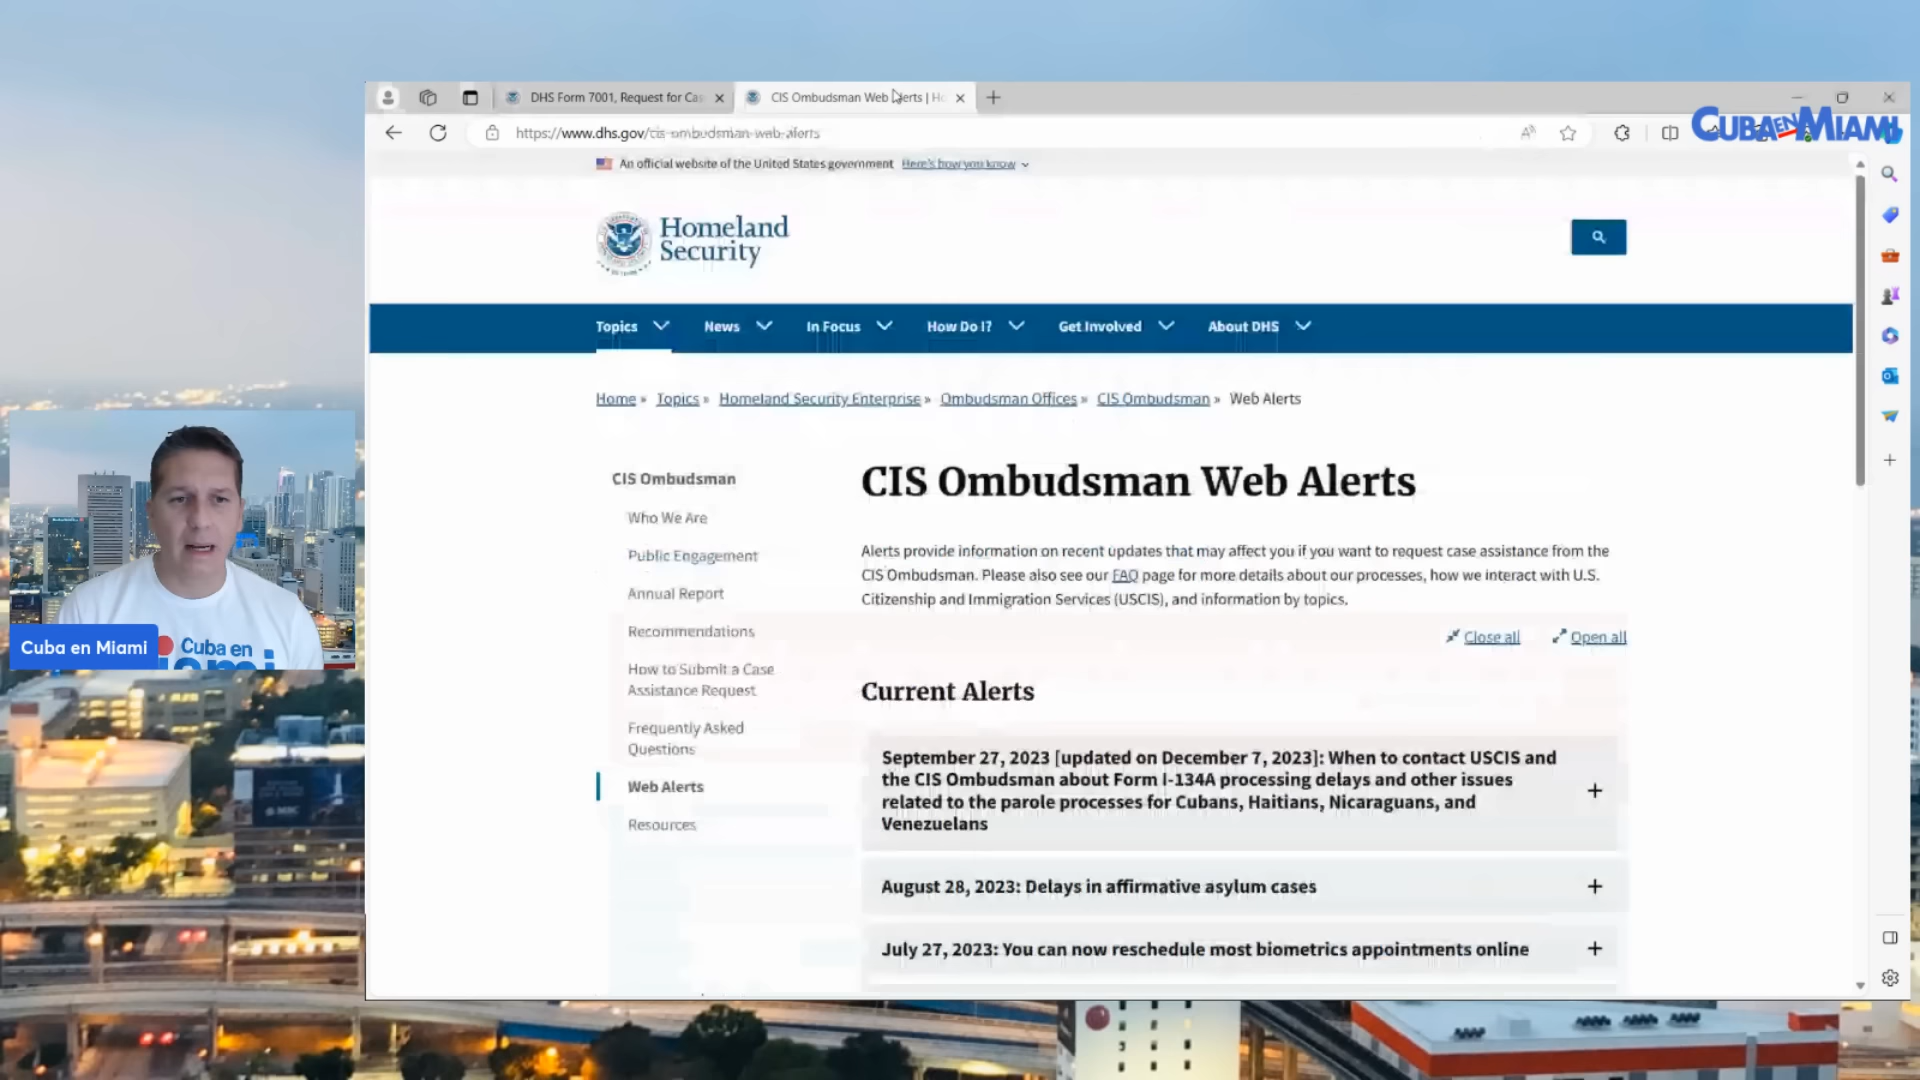 DHS Form 7001, Request for Cas
CIS Ombudsman Web Alerts | Ho
https://www.dhs.gov/cis-ombudsman-web-alerts
CUBA EN MIAMI
An official website of the United States government Here's how you know
Homeland
Security
Topics News In Focus How Do I? Get Involved About DHS
Home » Topics » Homeland Security Enterprise » Ombudsman Offices » CIS Ombudsman » Web Alerts
CIS Ombudsman
Who We Are
Public Engagement
Annual Report
Recommendations
How to Submit a Case
Assistance Request
Frequently Asked
Questions
Web Alerts
Resources
CIS Ombudsman Web Alerts
Alerts provide information on recent updates that may affect you if you want to request case assistance from the
CIS Ombudsman. Please also see our FAQ page for more details about our processes, how we interact with U.S.
Citizenship and Immigration Services (USCIS), and information by topics.
Close all Open all
Current Alerts
September 27, 2023 [updated on December 7, 2023]: When to contact USCIS and
the CIS Ombudsman about Form I-134A processing delays and other issues
related to the parole processes for Cubans, Haitians, Nicaraguans, and
Venezuelans
August 28, 2023: Delays in affirmative asylum cases
July 27, 2023: You can now reschedule most biometrics appointments online
Cuba en Miami
Cuba en